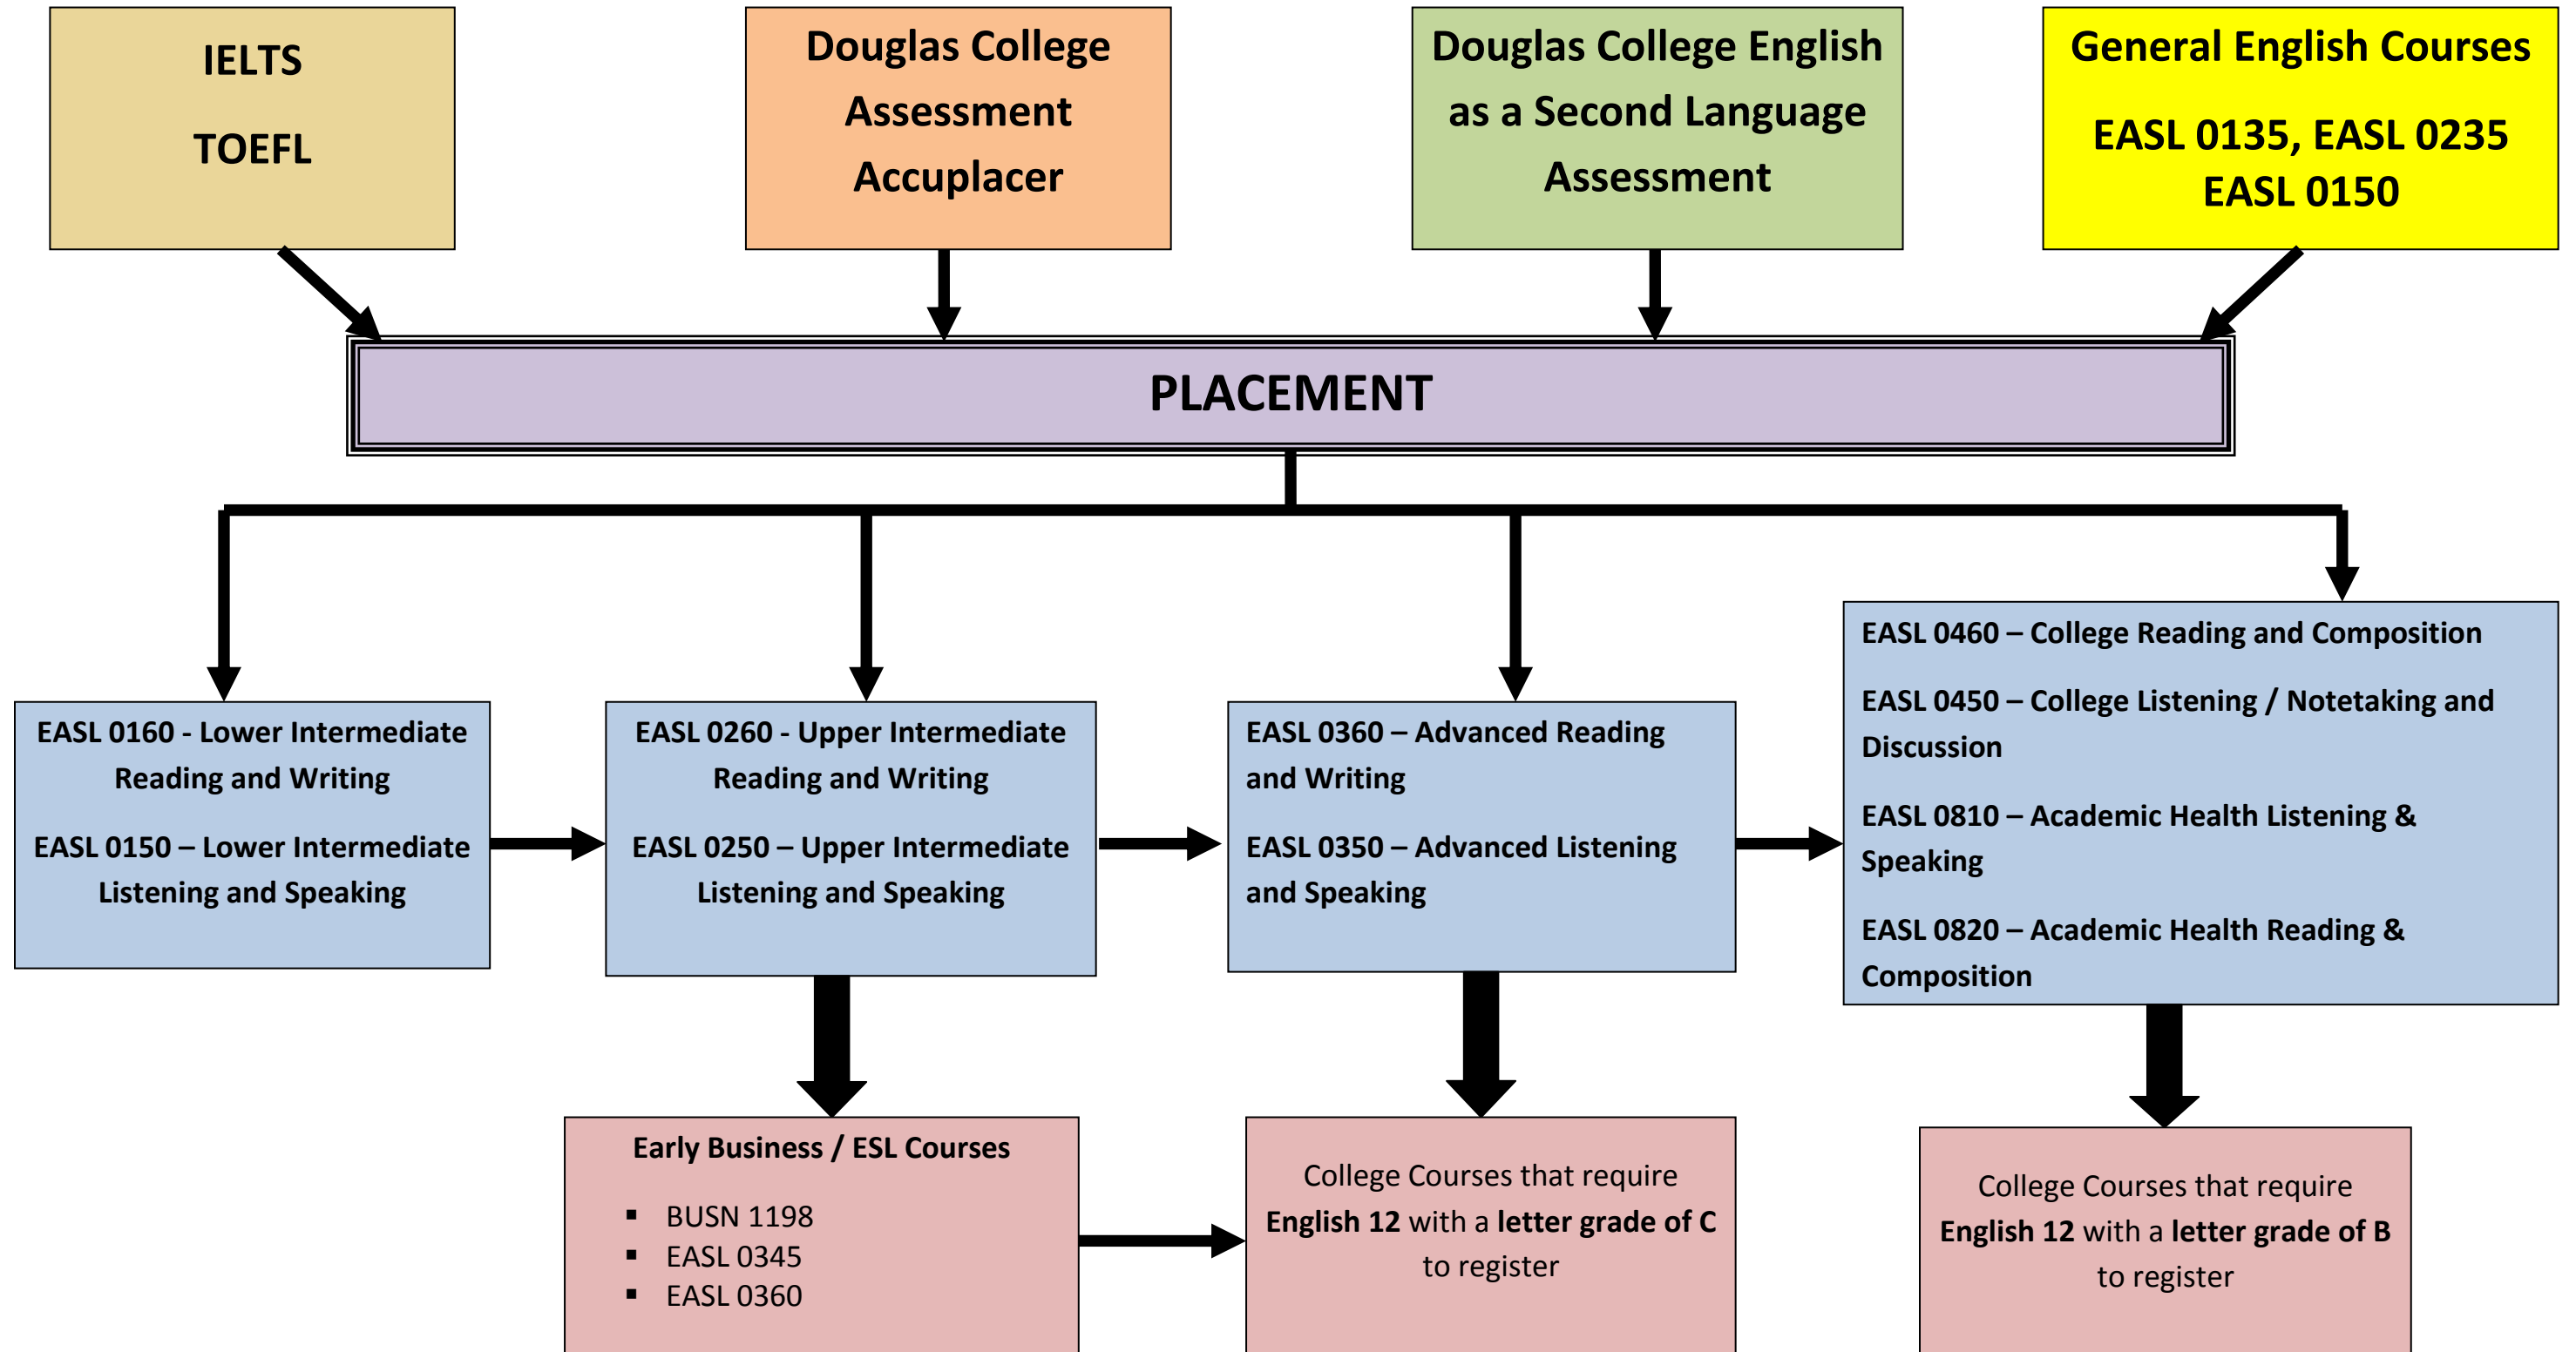 IELTS
TOEFL
Douglas College
Assessment
Accuplacer
Douglas College English
as a Second Language
Assessment
General English Courses
EASL 0135, EASL 0235
EASL 0150
PLACEMENT
EASL 0160 - Lower Intermediate
Reading and Writing
EASL 0150 – Lower Intermediate
Listening and Speaking
EASL 0260 - Upper Intermediate
Reading and Writing
EASL 0250 – Upper Intermediate
Listening and Speaking
EASL 0360 – Advanced Reading
and Writing
EASL 0350 – Advanced Listening
and Speaking
EASL 0460 – College Reading and Composition
EASL 0450 – College Listening / Notetaking and
Discussion
EASL 0810 – Academic Health Listening &
Speaking
EASL 0820 – Academic Health Reading &
Composition
Early Business / ESL Courses
▪ BUSN 1198
▪ EASL 0345
▪ EASL 0360
College Courses that require
English 12 with a letter grade of C
to register
College Courses that require
English 12 with a letter grade of B
to register